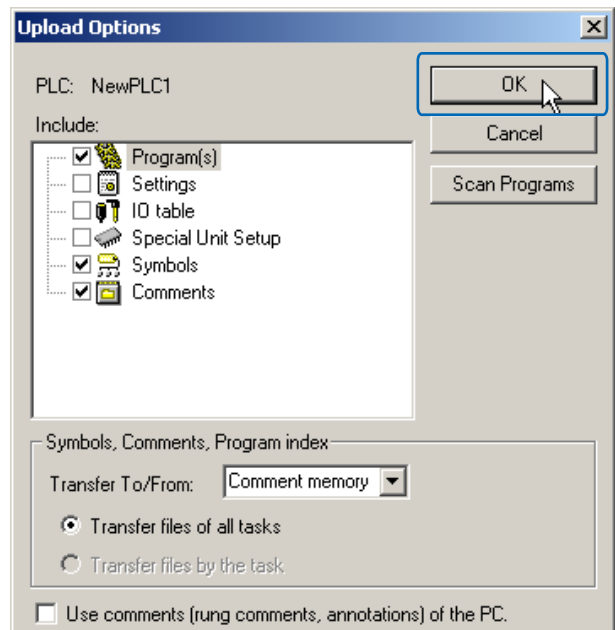 Upload Options
PLC: NewPLC1
OK
Include:
Cancel
Program(s)
Scan Programs
Settings
IO table
Special Unit Setup
Symbols
Comments
Symbols, Comments, Program index
Transfer To/From: Comment memory
Transfer files of all tasks
Transfer files by the task
Use comments (rung comments, annotations) of the PC.